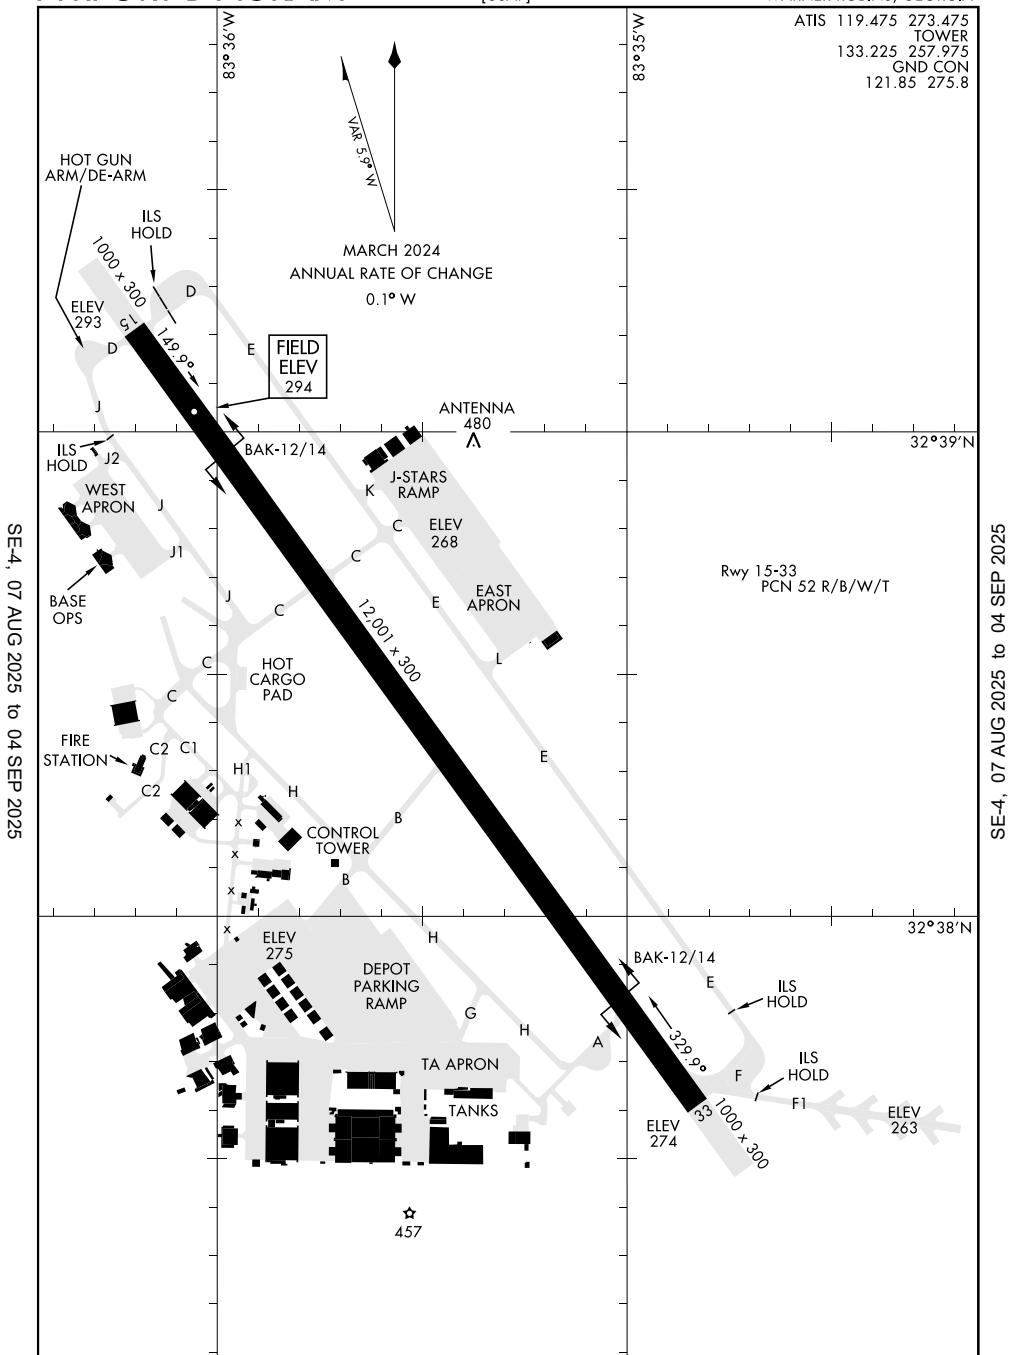 ATIS 119.475 273.475
TOWER
133.225 257.975
GND CON
121.85 275.8
83°36'W
83°35'W
VAR 5.9° W
MARCH 2024
ANNUAL RATE OF CHANGE
0.1° W
HOT GUN
ARM/DE-ARM
ILS
HOLD
1000 x 300
D
ELEV
293
15
D
149.9°
E
FIELD
ELEV
294
J
ANTENNA
480
32°39'N
BAK-12/14
ILS
HOLD
J2
J-STARS
RAMP
K
WEST
APRON
J
C
ELEV
268
J1
C
Rwy 15-33
PCN 52 R/B/W/T
BASE
OPS
J
C
E
EAST
APRON
12,001 x 300
C
HOT
CARGO
PAD
L
C
FIRE
STATION
C2
C1
H1
E
C2
H
x
B
CONTROL
TOWER
x
B
x
x
32°38'N
ELEV
275
H
DEPOT
PARKING
RAMP
BAK-12/14
E
ILS
HOLD
G
H
A
329.9°
TA APRON
F
ILS
HOLD
TANKS
F1
33
1000 x 300
ELEV
274
ELEV
263
457
SE-4, 07 AUG 2025 to 04 SEP 2025
SE-4, 07 AUG 2025 to 04 SEP 2025